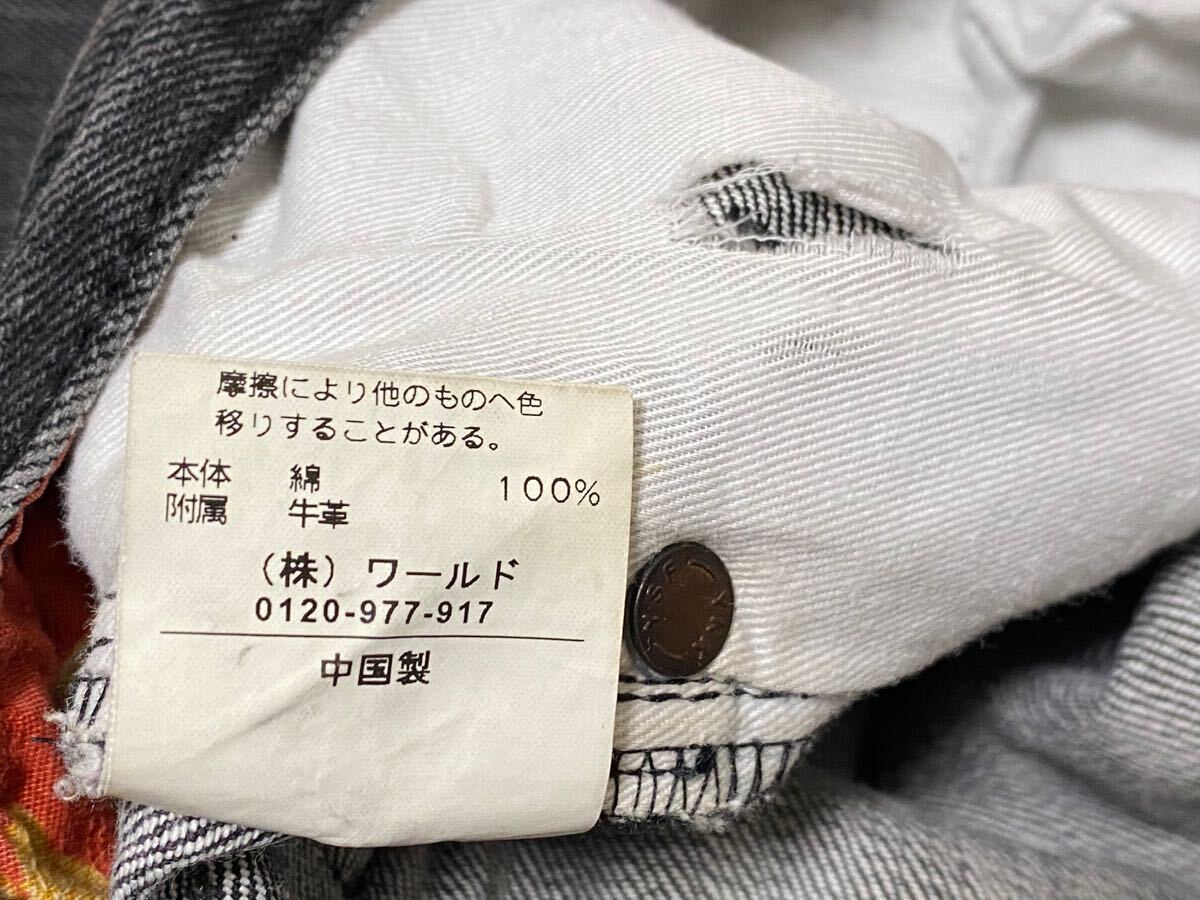 摩擦により他のものへ色
移りすることがある。
本体 綿 100%
附属 牛革
(株) ワールド
0120-977-917
中国製